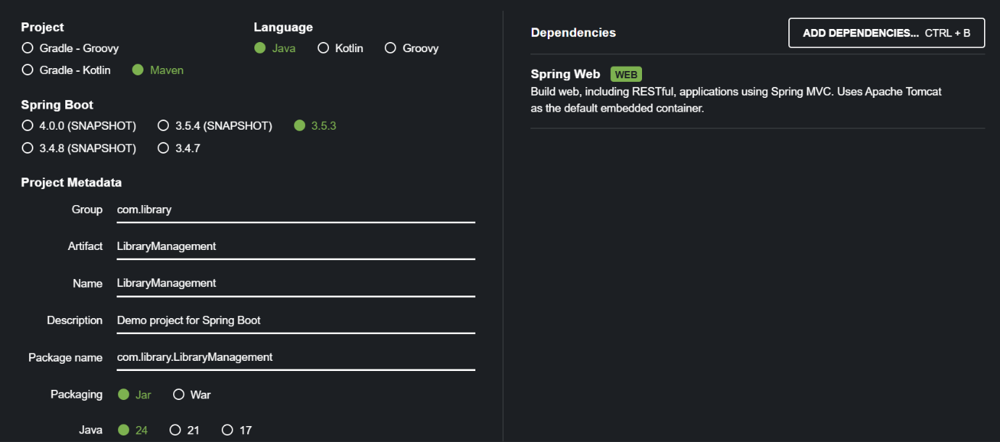 Project
Gradle - Groovy
Gradle - Kotlin Maven
Language
Java Kotlin Groovy
Spring Boot
4.0.0 (SNAPSHOT) 3.5.4 (SNAPSHOT) 3.5.3
3.4.8 (SNAPSHOT) 3.4.7
Project Metadata
Group com.library
Artifact LibraryManagement
Name LibraryManagement
Description Demo project for Spring Boot
Package name com.library.LibraryManagement
Packaging Jar War
Java 24 21 17
Dependencies
ADD DEPENDENCIES... CTRL + B
Spring Web WEB
Build web, including RESTful, applications using Spring MVC. Uses Apache Tomcat
as the default embedded container.